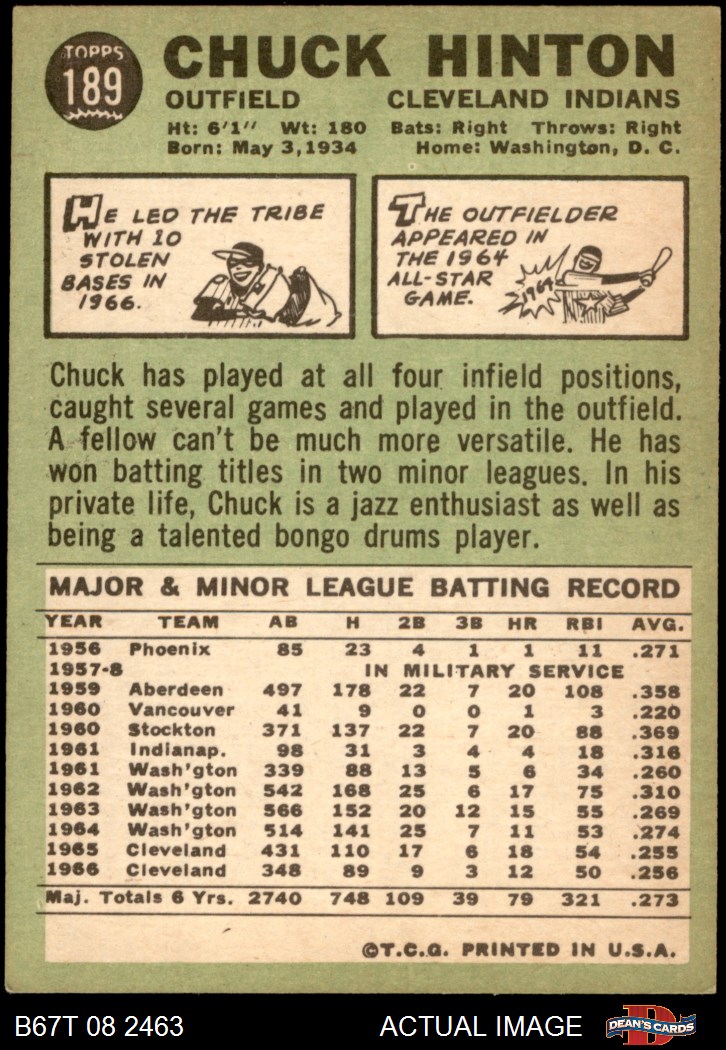 TOPPS
189
CHUCK HINTON
OUTFIELD CLEVELAND INDIANS
Ht: 6'1" Wt: 180 Bats: Right Throws: Right
Born: May 3, 1934 Home: Washington, D. C.
HE LED THE TRIBE
WITH 10
STOLEN
BASES IN
1966.
THE OUTFIELDER
APPEARED IN
THE 1964
ALL-STAR
GAME.
1964
Chuck has played at all four infield positions,
caught several games and played in the outfield.
A fellow can't be much more versatile. He has
won batting titles in two minor leagues. In his
private life, Chuck is a jazz enthusiast as well as
being a talented bongo drums player.
MAJOR & MINOR LEAGUE BATTING RECORD
YEAR TEAM AB H 2B 3B HR RBI AVG.
1956 Phoenix 85 23 4 1 1 11 .271
1957-8 IN MILITARY SERVICE
1959 Aberdeen 497 178 22 7 20 108 .358
1960 Vancouver 41 9 0 0 1 3 .220
1960 Stockton 371 137 22 7 20 88 .369
1961 Indianap. 98 31 3 4 4 18 .316
1961 Wash'gton 339 88 13 5 6 34 .260
1962 Wash'gton 542 168 25 6 17 75 .310
1963 Wash'gton 566 152 20 12 15 55 .269
1964 Wash'gton 514 141 25 7 11 53 .274
1965 Cleveland 431 110 17 6 18 54 .255
1966 Cleveland 348 89 9 3 12 50 .256
Maj. Totals 6 Yrs. 2740 748 109 39 79 321 .273
©T.C.G. PRINTED IN U.S.A.
B67T 08 2463 ACTUAL IMAGE D DEAN'S CARDS